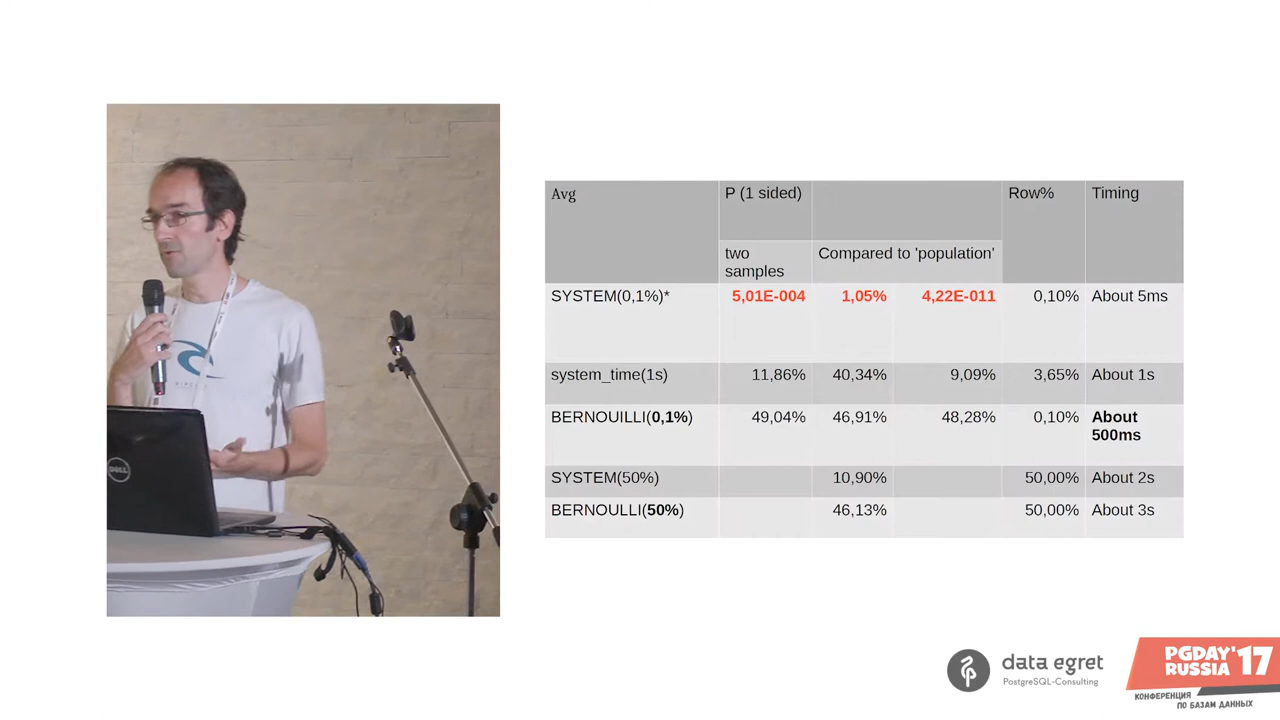 Avg
P (1 sided)
Row%
Timing
two
samples
Compared to 'population'
SYSTEM(0,1%)*
5,01E-004
1,05%
4,22E-011
0,10%
About 5ms
system_time(1s)
11,86%
40,34%
9,09%
3,65%
About 1s
BERNOUILLI(0,1%)
49,04%
46,91%
48,28%
0,10%
About
500ms
SYSTEM(50%)
10,90%
50,00%
About 2s
BERNOULLI(50%)
46,13%
50,00%
About 3s
DELL
data egret
PostgreSQL-Consulting
PGDAY'17
RUSSIA
КОНФЕРЕНЦИЯ
ПО БАЗАМ ДАННЫХ